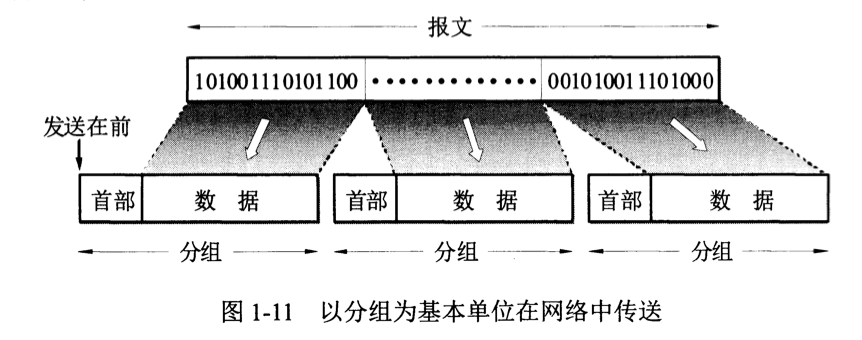 报文
101001110101100 ············· 001010011101000
发送在前
首部 数 据 首部 数 据 首部 数 据
分组 分组 分组
图 1-11 以分组为基本单位在网络中传送